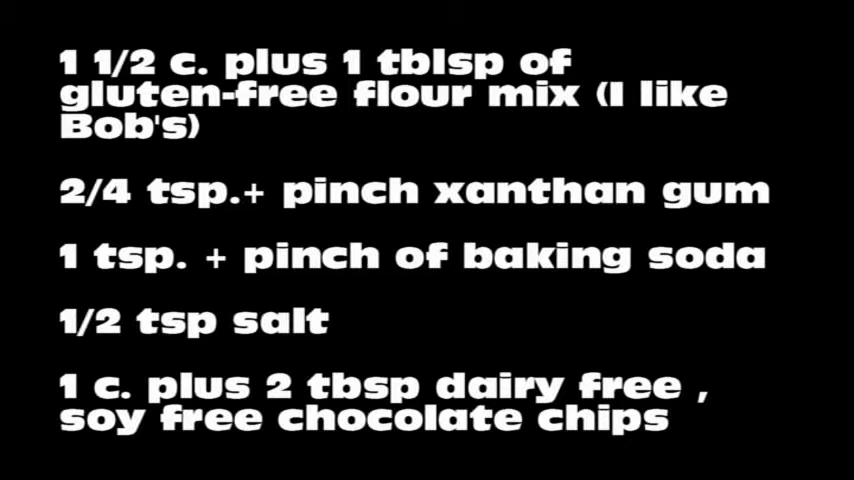 1 1/2 c. plus 1 tblsp of
gluten-free flour mix (I like
Bob's)
2/4 tsp.+ pinch xanthan gum
1 tsp. + pinch of baking soda
1/2 tsp salt
1 c. plus 2 tbsp dairy free ,
soy free chocolate chips